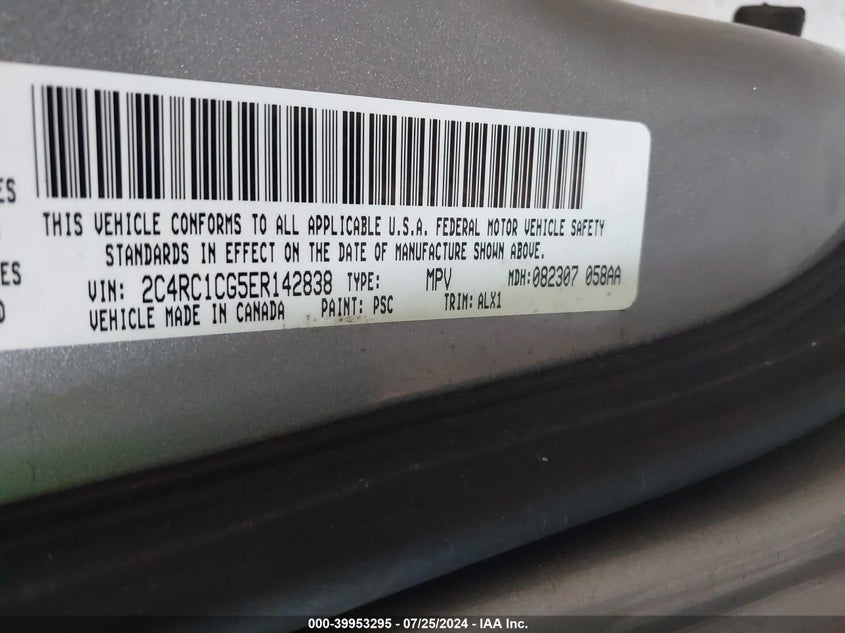 ES
THIS VEHICLE CONFORMS TO ALL APPLICABLE U.S.A. FEDERAL MOTOR VEHICLE SAFETY
STANDARDS IN EFFECT ON THE DATE OF MANUFACTURE SHOWN ABOVE.
ES
VIN: 2C4RC1CG5ER142838 TYPE: MPV MDH:082307 058AA
VEHICLE MADE IN CANADA PAINT: PSC TRIM: ALX1
000-39953295 - 07/25/2024 - IAA Inc.